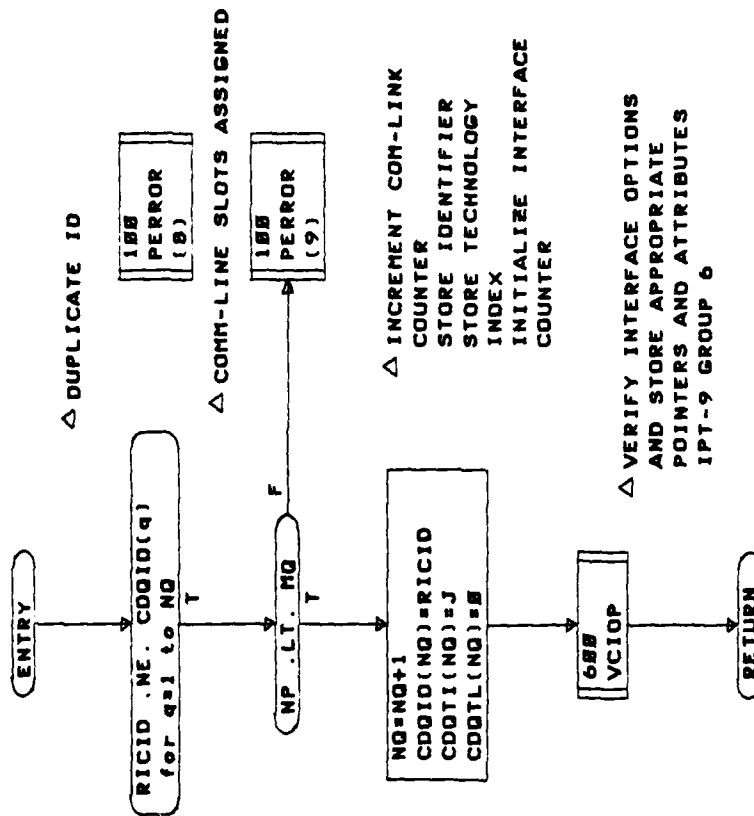 ENTRY
RICID .NE. CDQID(q)
for q=1 to NQ
T
△ DUPLICATE ID
100
PERROR
(8)
NP .LT. MQ
F
T
△ COMM-LINE SLOTS ASSIGNED
100
PERROR
(9)
NQ=NQ+1
CDQID(NQ)=RICID
CDQTI(NQ)=J
CDQTL(NQ)=0
△ INCREMENT COM-LINK
COUNTER
STORE IDENTIFIER
STORE TECHNOLOGY
INDEX
INITIALIZE INTERFACE
COUNTER
600
VCIOP
△ VERIFY INTERFACE OPTIONS
AND STORE APPROPRIATE
POINTERS AND ATTRIBUTES
IPT-9 GROUP 6
RETURN